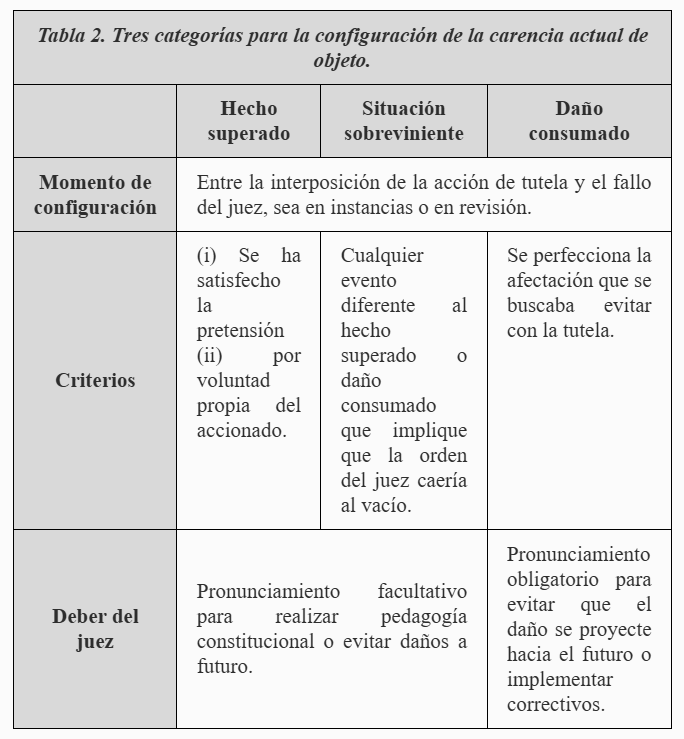 Tabla 2. Tres categorías para la configuración de la carencia actual de
objeto.
Hecho
superado
Situación
sobreviniente
Daño
consumado
Momento de
configuración
Entre la interposición de la acción de tutela y el fallo
del juez, sea en instancias o en revisión.
Criterios
(i) Se ha
satisfecho
la
pretensión
(ii) por
voluntad
propia del
accionado.
Cualquier
evento
diferente al
hecho
superado o
daño
consumado
que implique
que la orden
del juez caería
al vacío.
Se perfecciona la
afectación que se
buscaba evitar
con la tutela.
Deber del
juez
Pronunciamiento facultativo
para realizar pedagogía
constitucional o evitar daños a
futuro.
Pronunciamiento
obligatorio para
evitar que el
daño se proyecte
hacia el futuro o
implementar
correctivos.